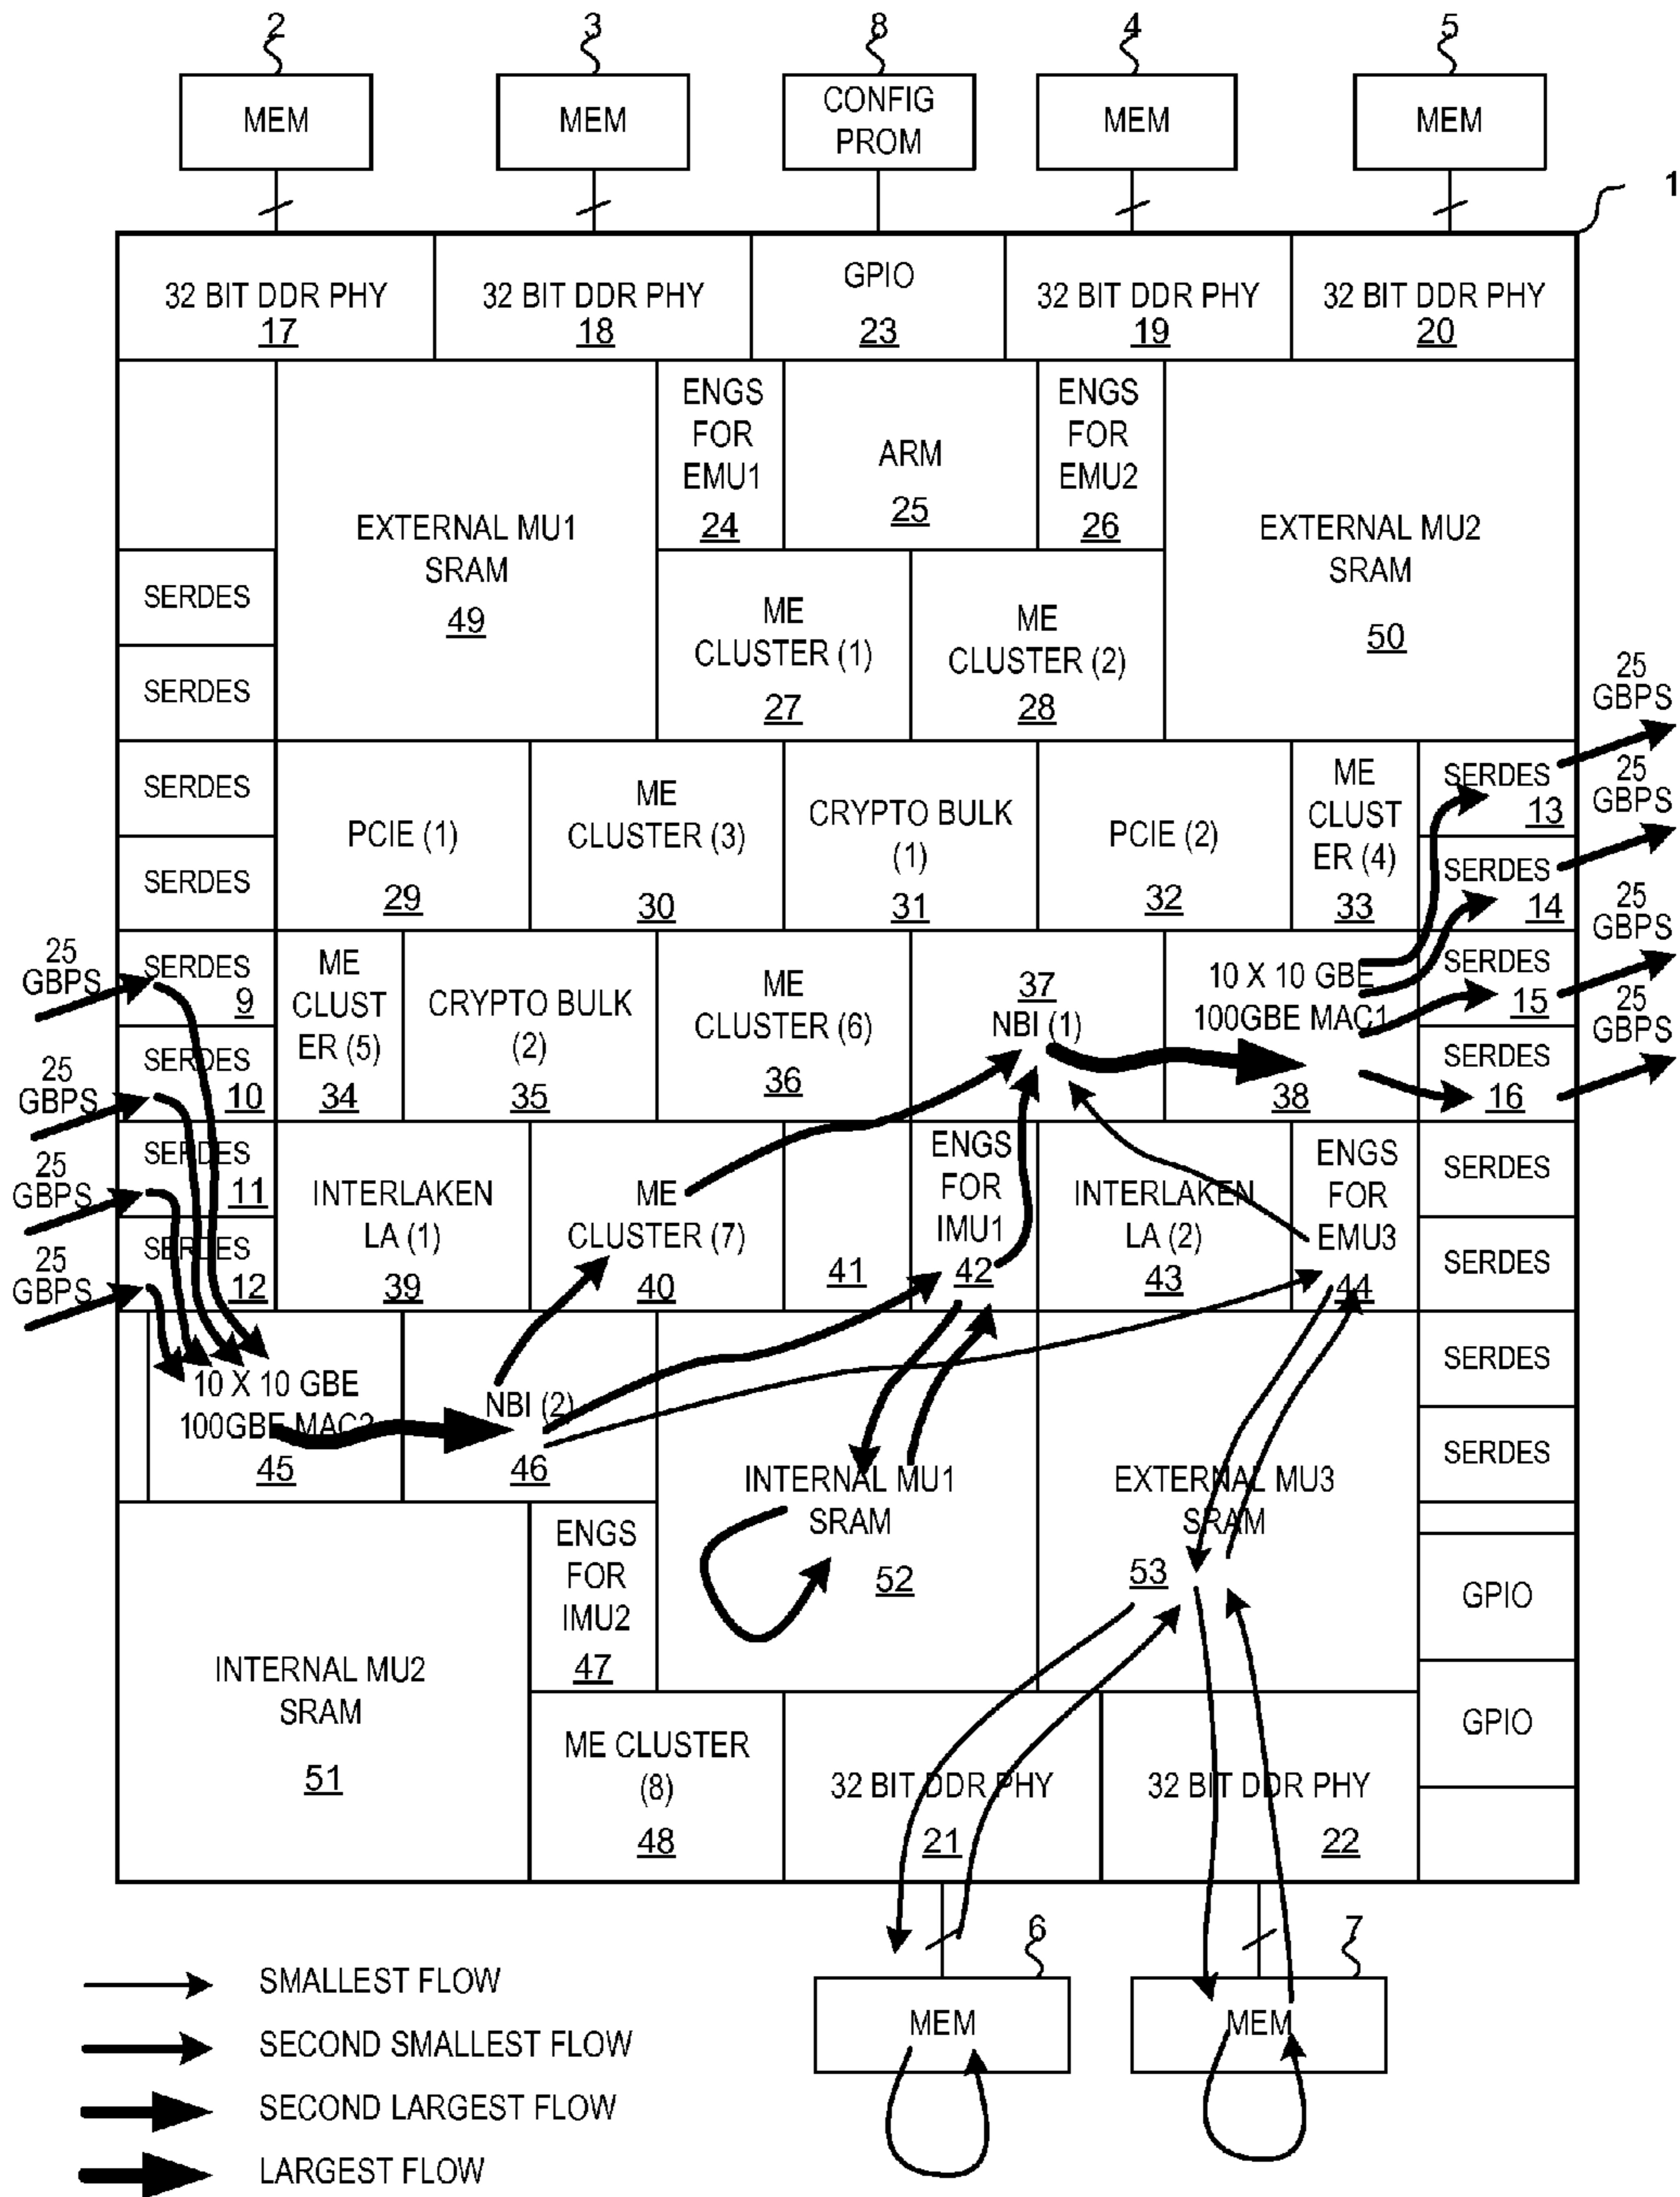 2
3
8
4
5
MEM
MEM
CONFIG
PROM
MEM
MEM
1
32 BIT DDR PHY
17
32 BIT DDR PHY
18
GPIO
23
32 BIT DDR PHY
19
32 BIT DDR PHY
20
EXTERNAL MU1
SRAM
49
ENGS
FOR
EMU1
24
ARM
25
ENGS
FOR
EMU2
26
EXTERNAL MU2
SRAM
50
SERDES
SERDES
ME
CLUSTER (1)
27
ME
CLUSTER (2)
28
SERDES
SERDES
PCIE (1)
29
ME
CLUSTER (3)
30
CRYPTO BULK
(1)
31
PCIE (2)
32
ME
CLUST
ER (4)
33
SERDES
13
25
GBPS
SERDES
14
25
GBPS
25
GBPS
SERDES
9
25
GBPS
SERDES
10
ME
CLUST
ER (5)
34
CRYPTO BULK
(2)
35
ME
CLUSTER (6)
36
37
NBI (1)
10 X 10 GBE
100GBE MAC1
38
SERDES
15
25
GBPS
SERDES
16
25
GBPS
25
GBPS
SERDES
11
SERDES
12
25
GBPS
INTERLAKEN
LA (1)
39
ME
CLUSTER (7)
40
41
ENGS
FOR
IMU1
42
INTERLAKEN
LA (2)
43
ENGS
FOR
EMU3
44
SERDES
SERDES
10 X 10 GBE
100GBE MAC2
45
NBI (2)
46
INTERNAL MU1
SRAM
52
EXTERNAL MU3
SRAM
53
SERDES
SERDES
ENGS
FOR
IMU2
47
GPIO
INTERNAL MU2
SRAM
51
GPIO
ME CLUSTER
(8)
48
32 BIT DDR PHY
21
32 BIT DDR PHY
22
6
7
MEM
MEM
SMALLEST FLOW
SECOND SMALLEST FLOW
SECOND LARGEST FLOW
LARGEST FLOW